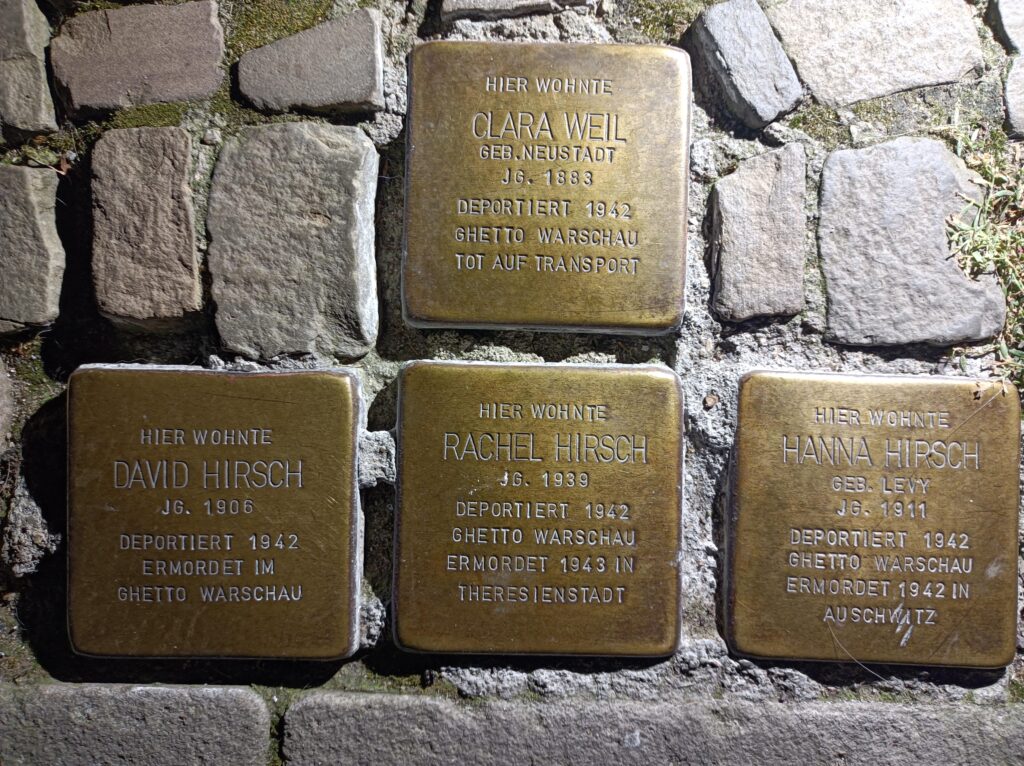 HIER WOHNTE
CLARA WEIL
GEB.NEUSTADT
JG. 1883
DEPORTIERT 1942
GHETTO WARSCHAU
TOT AUF TRANSPORT
HIER WOHNTE
DAVID HIRSCH
JG. 1906
DEPORTIERT 1942
ERMORDET IM
GHETTO WARSCHAU
HIER WOHNTE
RACHEL HIRSCH
JG. 1939
DEPORTIERT 1942
GHETTO WARSCHAU
ERMORDET 1943 IN
THERESIENSTADT
HIER WOHNTE
HANNA HIRSCH
GEB. LEVY
JG. 1911
DEPORTIERT 1942
GHETTO WARSCHAU
ERMORDET 1942 IN
AUSCHWITZ